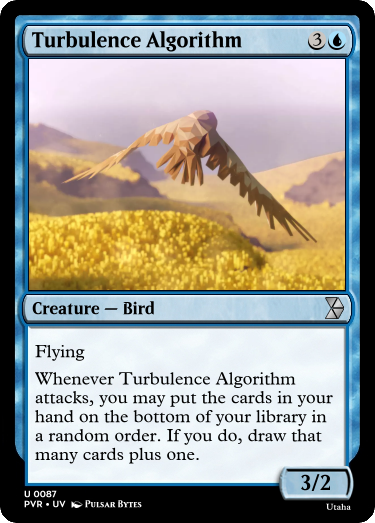 Turbulence Algorithm 3
Creature — Bird
Flying
Whenever Turbulence Algorithm
attacks, you may put the cards in your
hand on the bottom of your library in
a random order. If you do, draw that
many cards plus one.
3/2
U 0087
PVR • UV Pulsar Bytes
Utaha